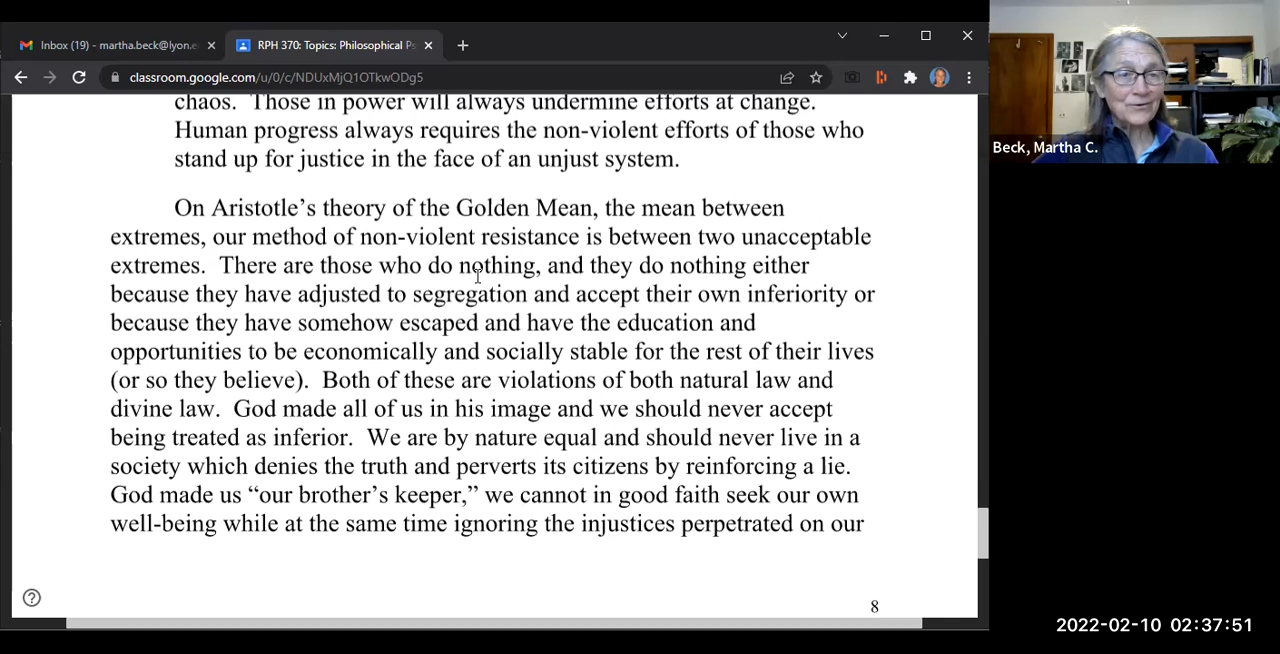 Inbox (19) - martha.beck@lyon.e
RPH 370: Topics: Philosophical Ps
classroom.google.com/u/0/c/NDUxMjQ1OTkwODg5
Beck, Martha C.
chaos. Those in power will always undermine efforts at change.
Human progress always requires the non-violent efforts of those who
stand up for justice in the face of an unjust system.
On Aristotle's theory of the Golden Mean, the mean between
extremes, our method of non-violent resistance is between two unacceptable
extremes. There are those who do nothing, and they do nothing either
because they have adjusted to segregation and accept their own inferiority or
because they have somehow escaped and have the education and
opportunities to be economically and socially stable for the rest of their lives
(or so they believe). Both of these are violations of both natural law and
divine law. God made all of us in his image and we should never accept
being treated as inferior. We are by nature equal and should never live in a
society which denies the truth and perverts its citizens by reinforcing a lie.
God made us “our brother's keeper,” we cannot in good faith seek our own
well-being while at the same time ignoring the injustices perpetrated on our
8
2022-02-10 02:37:51